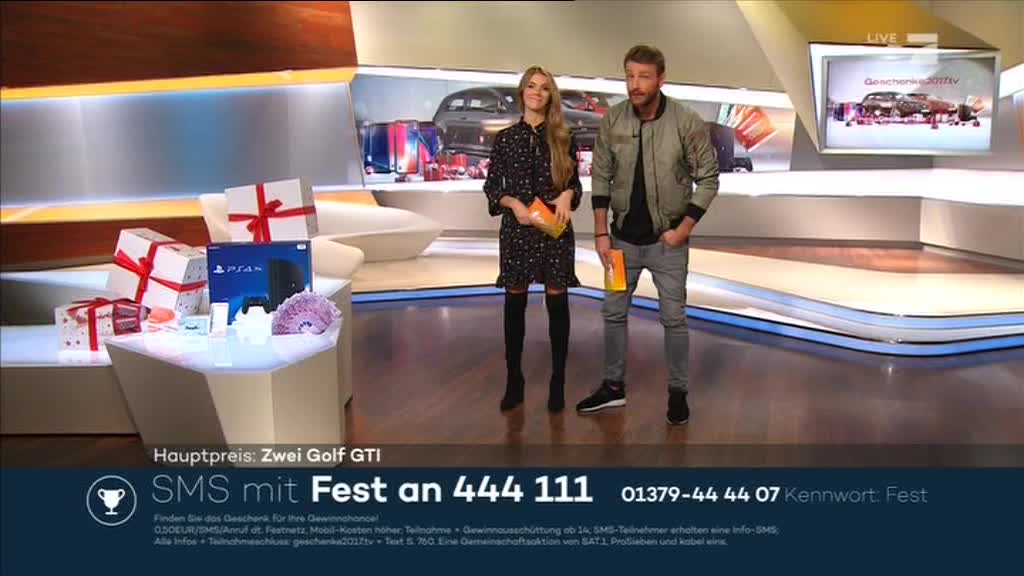 LIVE
Geschenke2017.tv
PS4 PRO
Hauptpreis: Zwei Golf GTI
SMS mit Fest an 444 111 01379-44 44 07 Kennwort: Fest
Finden Sie das Geschenk für Ihre Gewinnchance!
0,50EUR/SMS/Anruf dt. Festnetz, Mobil-Kosten höher, Teilnahme + Gewinnausschüttung ab 14; SMS-Teilnehmer erhalten eine Info-SMS;
Alle Infos + Teilnahmeschluss: geschenke2017.tv + Text S. 760. Eine Gemeinschaftsaktion von SAT.1, ProSieben und kabel eins.